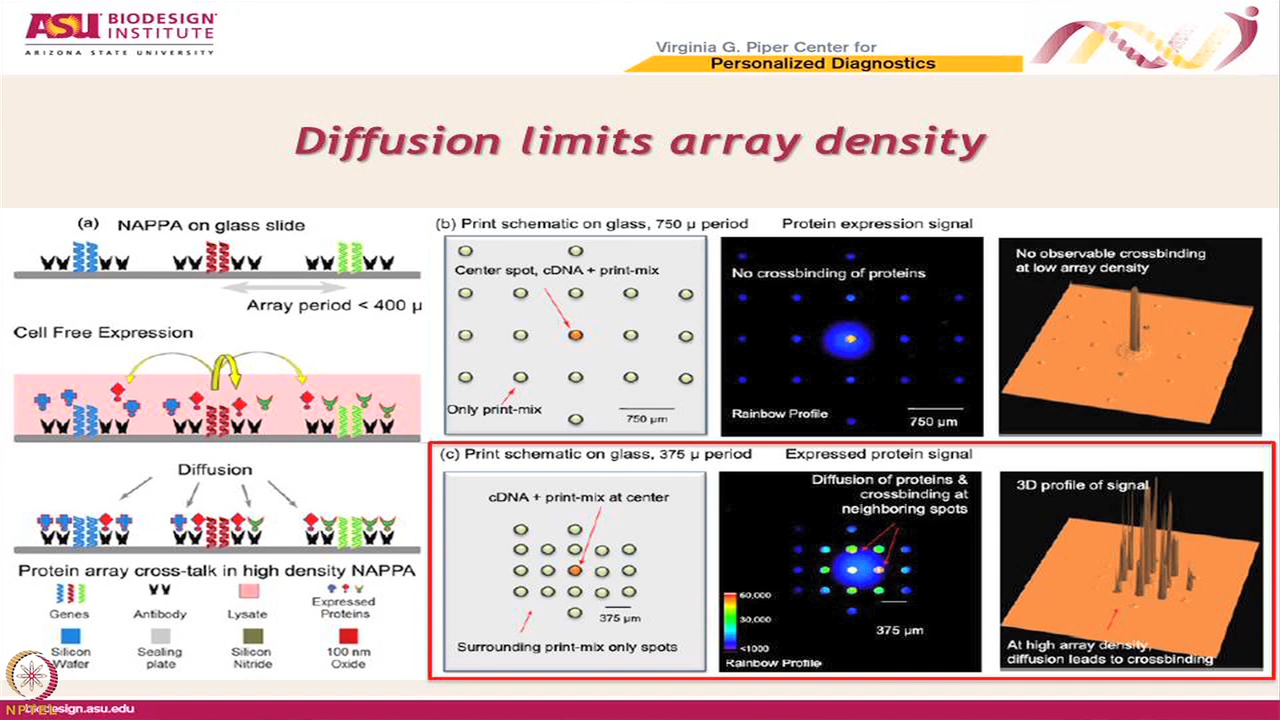 ASU BIODESIGN
INSTITUTE
ARIZONA STATE UNIVERSITY
Virginia G. Piper Center for
Personalized Diagnostics
Diffusion limits array density
(a) NAPPA on glass slide
Array period < 400 µ
Cell Free Expression
Diffusion
Protein array cross-talk in high density NAPPA
Genes
Antibody
Lysate
Expressed
Proteins
Silicon
Wafer
Sealing
plate
Silicon
Nitride
100 nm
Oxide
(b) Print schematic on glass, 750 µ period
Protein expression signal
Center spot, cDNA + print-mix
Only print-mix
750 µm
No crossbinding of proteins
Rainbow Profile
750 µm
No observable crossbinding
at low array density
(c) Print schematic on glass, 375 µ period
Expressed protein signal
cDNA + print-mix at center
375 µm
Surrounding print-mix only spots
Diffusion of proteins &
crossbinding at
neighboring spots
60,000
30,000
<1000
375 µm
Rainbow Profile
3D profile of signal
At high array density,
diffusion leads to crossbinding
NPTEL
biodesign.asu.edu